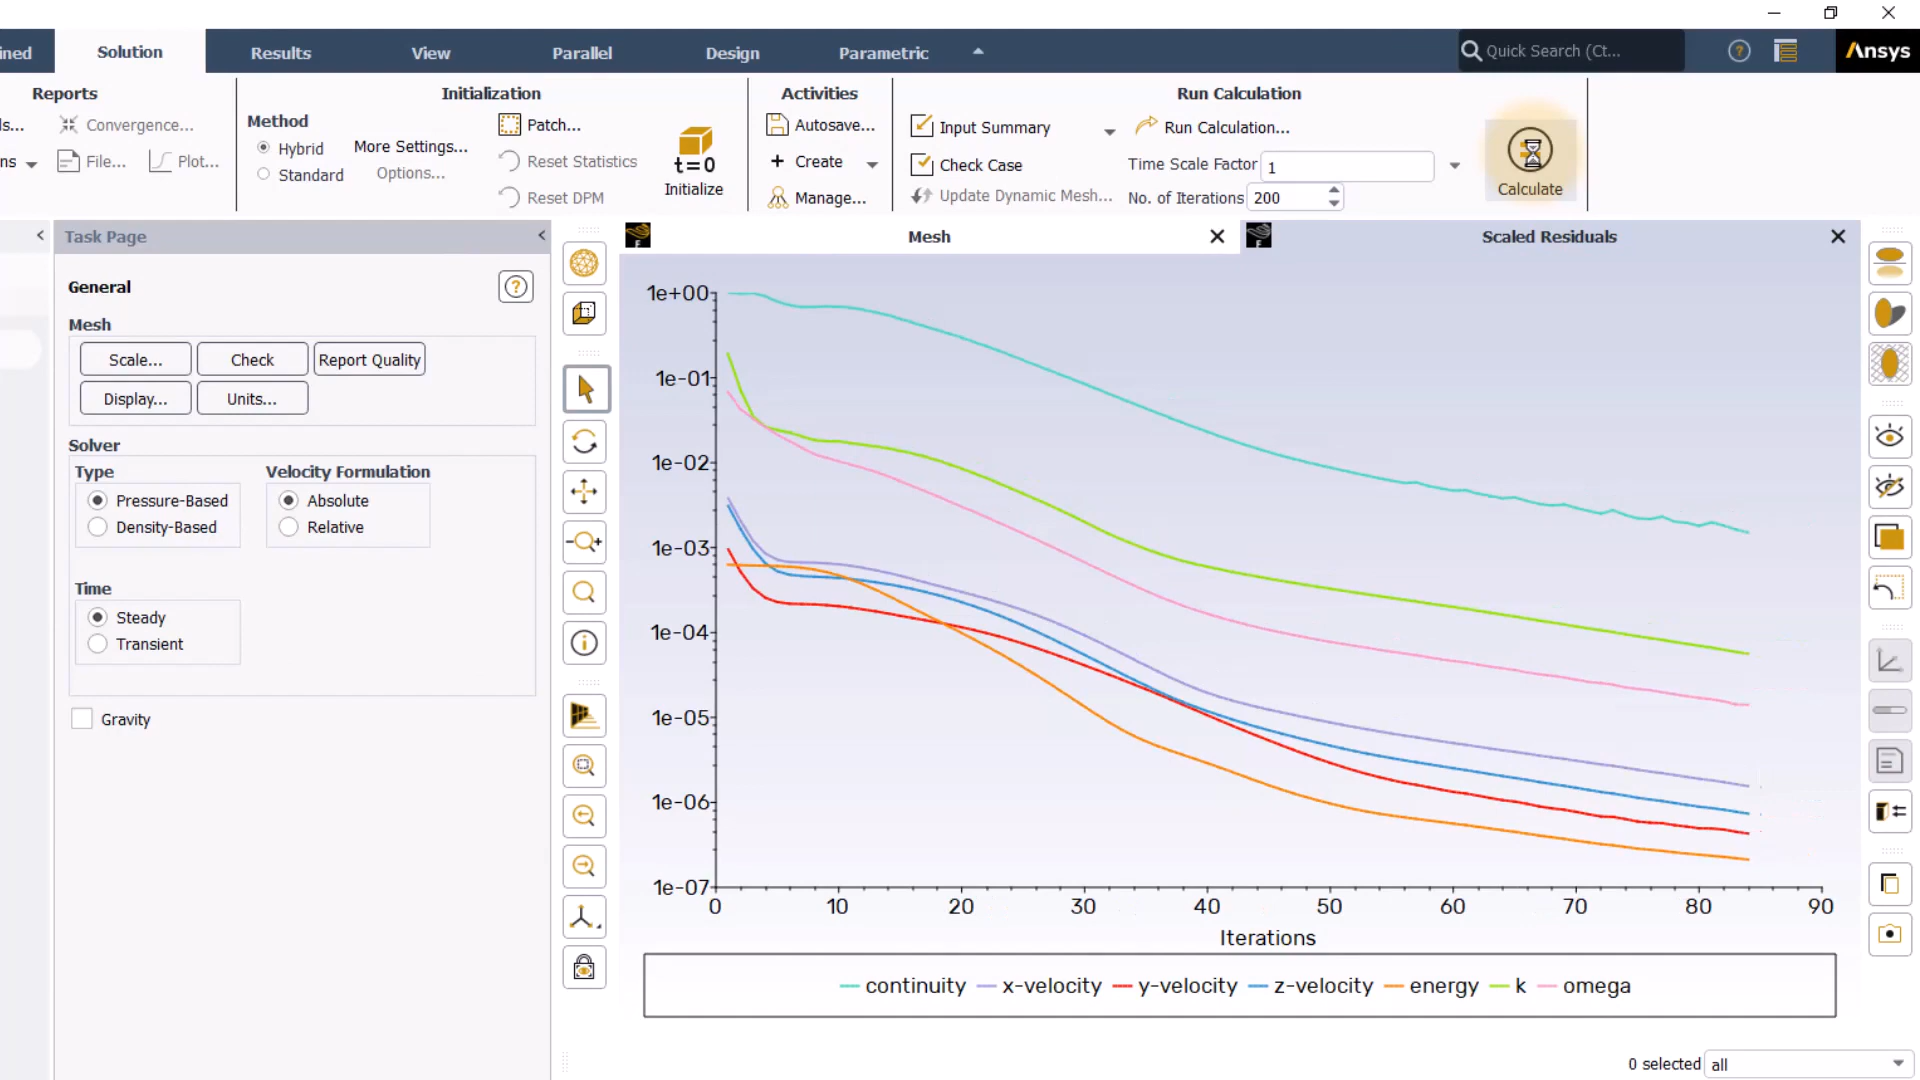 ined
Solution
Results
View
Parallel
Design
Parametric
Quick Search (Ct...
?
Ansys
Reports
Initialization
Activities
Run Calculation
ls...
Convergence...
ns
File...
Plot...
Method
Hybrid
Standard
More Settings...
Options...
Patch...
Reset Statistics
Reset DPM
t=0
Initialize
Autosave...
Create
Manage...
Input Summary
Check Case
Update Dynamic Mesh...
Run Calculation...
Time Scale Factor 1
No. of Iterations 200
Calculate
Task Page
General
?
Mesh
Scale...
Check
Report Quality
Display...
Units...
Solver
Type
Pressure-Based
Density-Based
Velocity Formulation
Absolute
Relative
Time
Steady
Transient
Gravity
Mesh
Scaled Residuals
1e+00
1e-01
1e-02
1e-03
1e-04
1e-05
1e-06
1e-07
0 10 20 30 40 50 60 70 80 90
Iterations
continuity x-velocity y-velocity z-velocity energy k omega
0 selected all